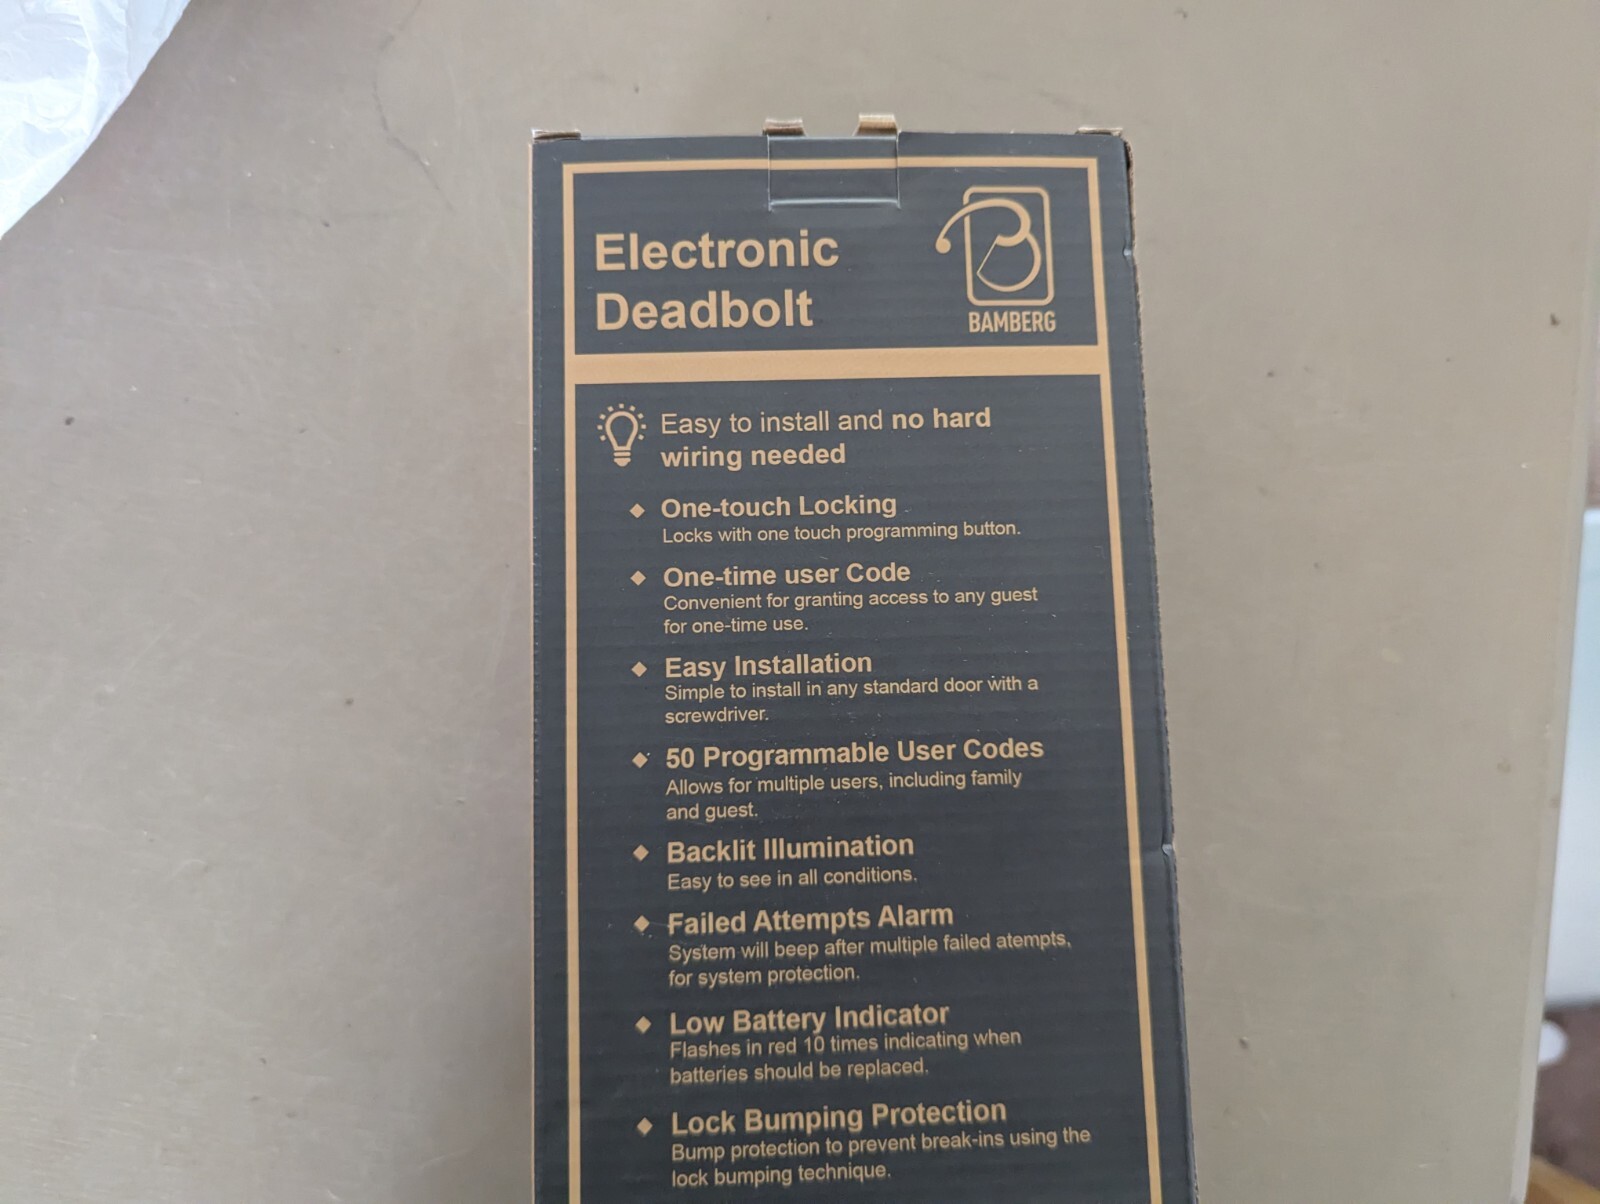 Electronic
Deadbolt
BAMBERG
Easy to install and no hard
wiring needed
One-touch Locking
Locks with one touch programming button.
One-time user Code
Convenient for granting access to any guest
for one-time use.
Easy Installation
Simple to install in any standard door with a
screwdriver.
50 Programmable User Codes
Allows for multiple users, including family
and guest.
Backlit Illumination
Easy to see in all conditions.
Failed Attempts Alarm
System will beep after multiple failed atempts,
for system protection.
Low Battery Indicator
Flashes in red 10 times indicating when
batteries should be replaced.
Lock Bumping Protection
Bump protection to prevent break-ins using the
lock bumping technique.